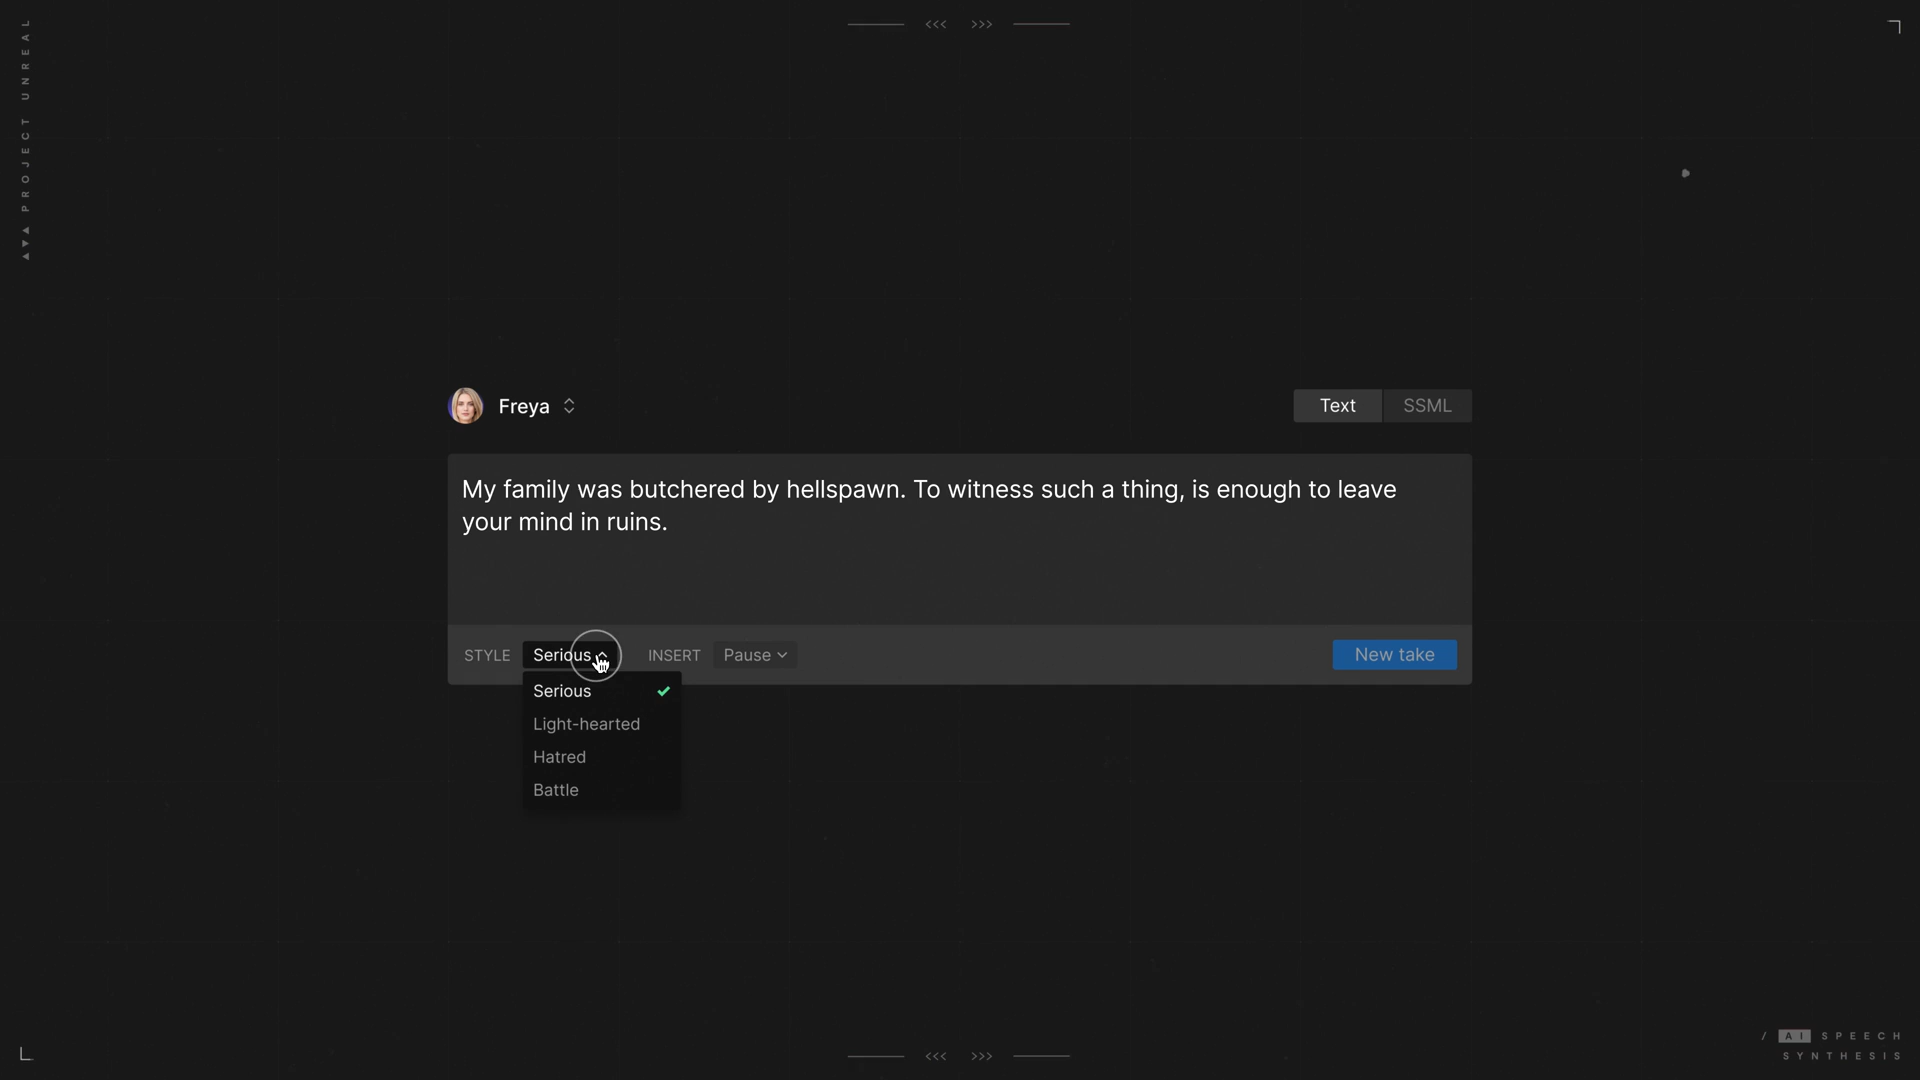 PROJECT UNREAL
<<< >>>
Freya
Text
SSML
My family was butchered by hellspawn. To witness such a thing, is enough to leave
your mind in ruins.
STYLE
Serious
INSERT
Pause
New take
Serious
Light-hearted
Hatred
Battle
<<< >>>
/ AI SPEECH
SYNTHESIS